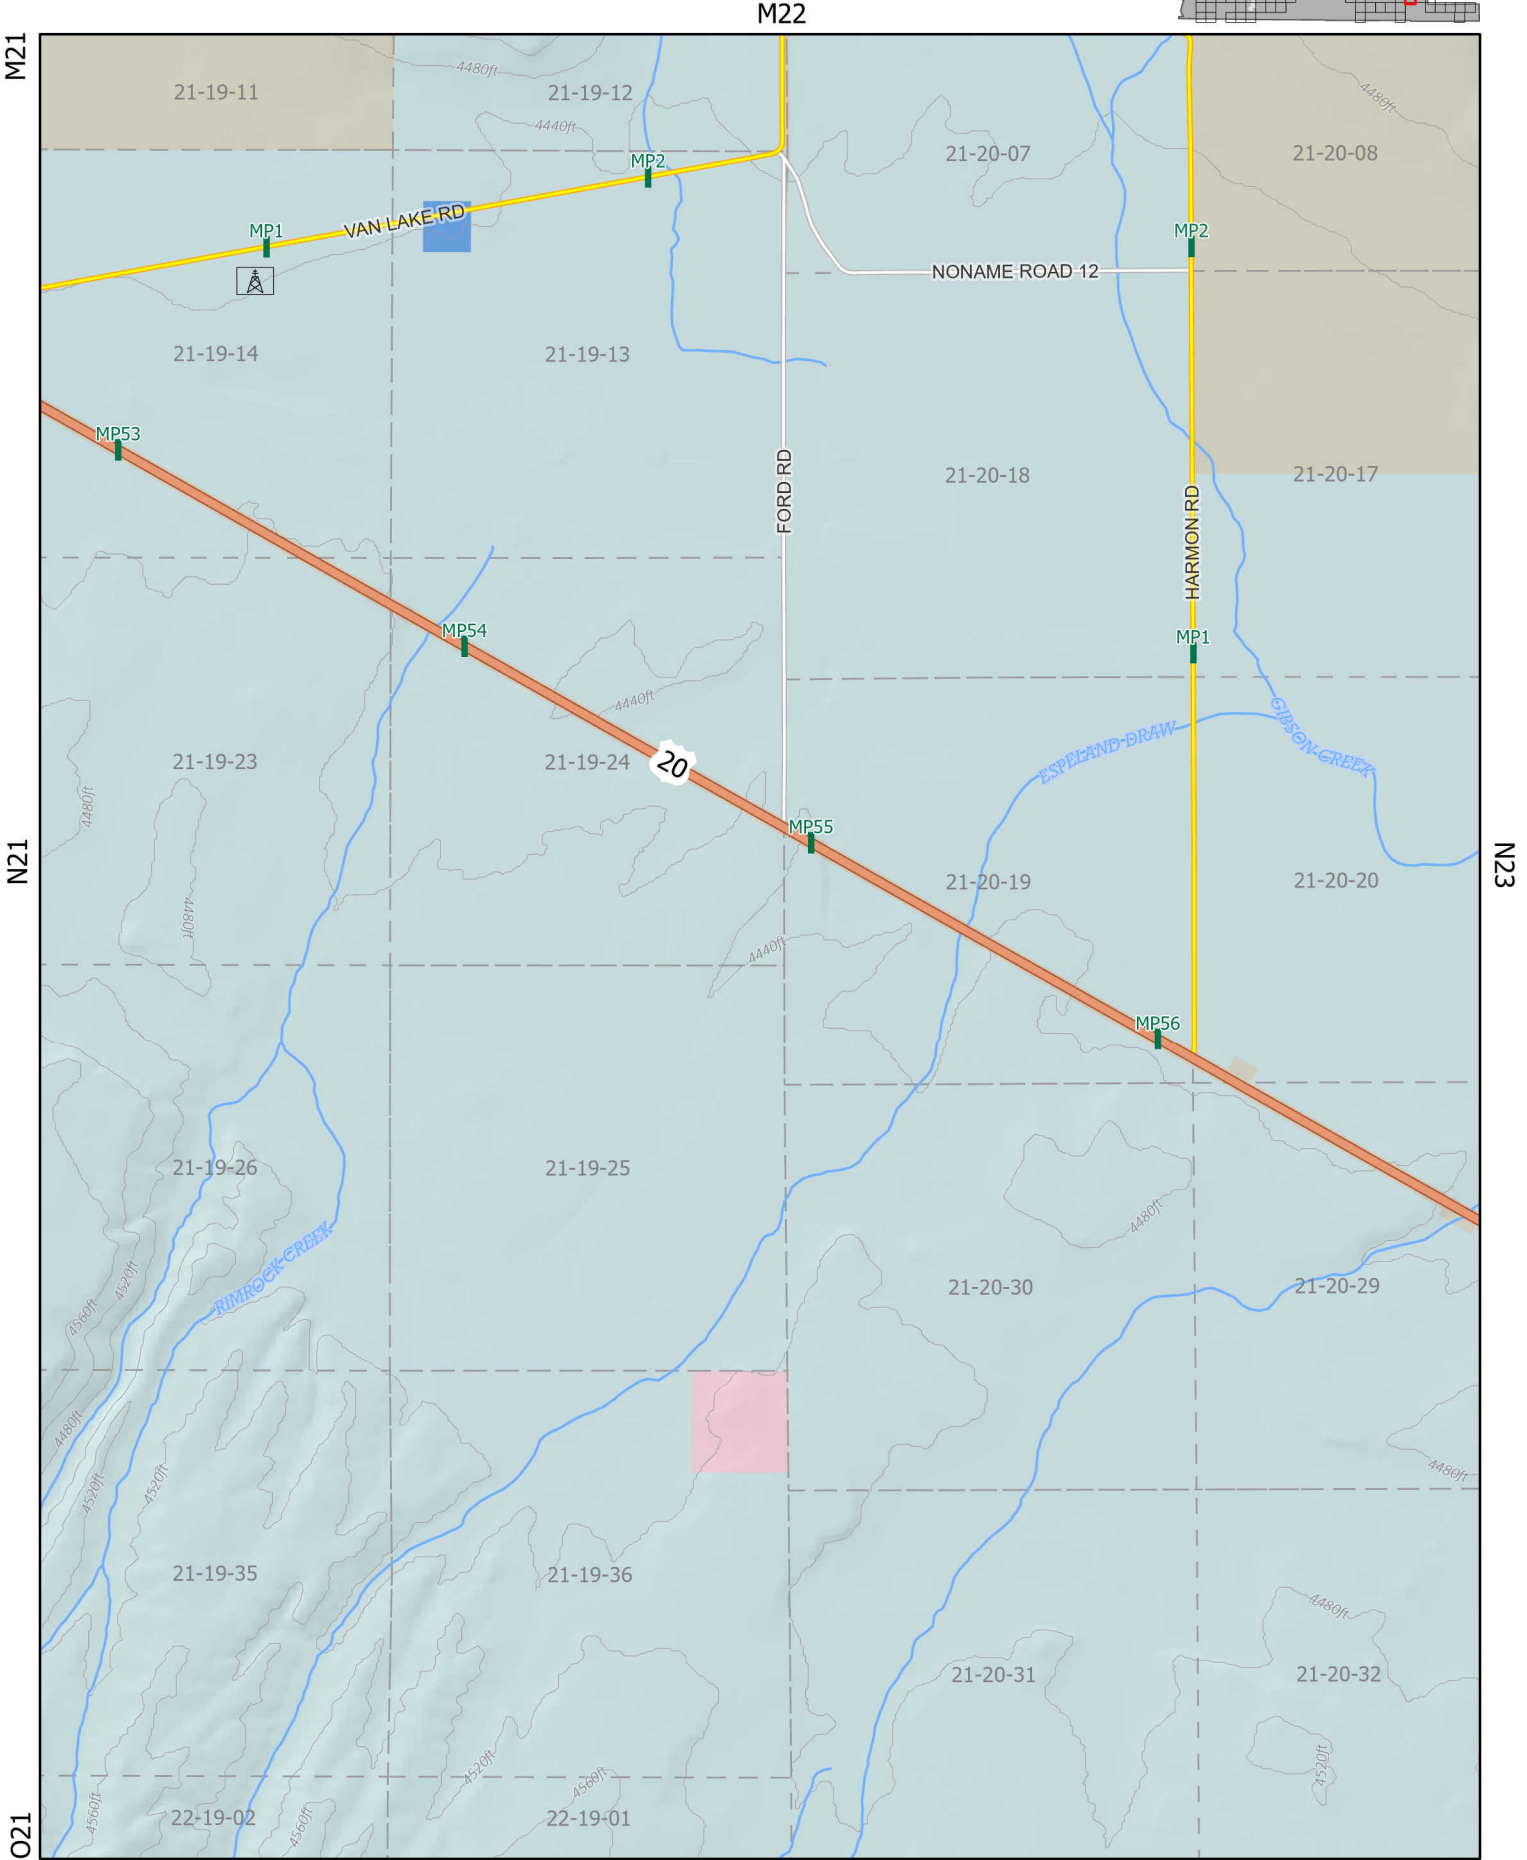 M22
M21
4480ft
21-19-11
21-19-12
4480ft
4440ft
21-20-07
21-20-08
MP2
VAN LAKE RD
MP1
MP2
NONAME ROAD 12
21-19-14
21-19-13
MP53
FORD RD
21-20-18
21-20-17
HARMON RD
MP54
MP1
4440ft
GIBSON CREEK
ESPELAND DRAW
21-19-23
21-19-24
20
4480ft
MP55
N21
N23
21-20-19
21-20-20
4480ft
4440ft
MP56
21-19-26
21-19-25
4480ft
RIMROCK CREEK
4520ft
21-20-30
21-20-29
4560ft
4480ft
4480ft
4520ft
4520ft
21-19-35
21-19-36
4480ft
21-20-31
21-20-32
4520ft
4520ft
4560ft
4560ft
22-19-02
4560ft
22-19-01
O21